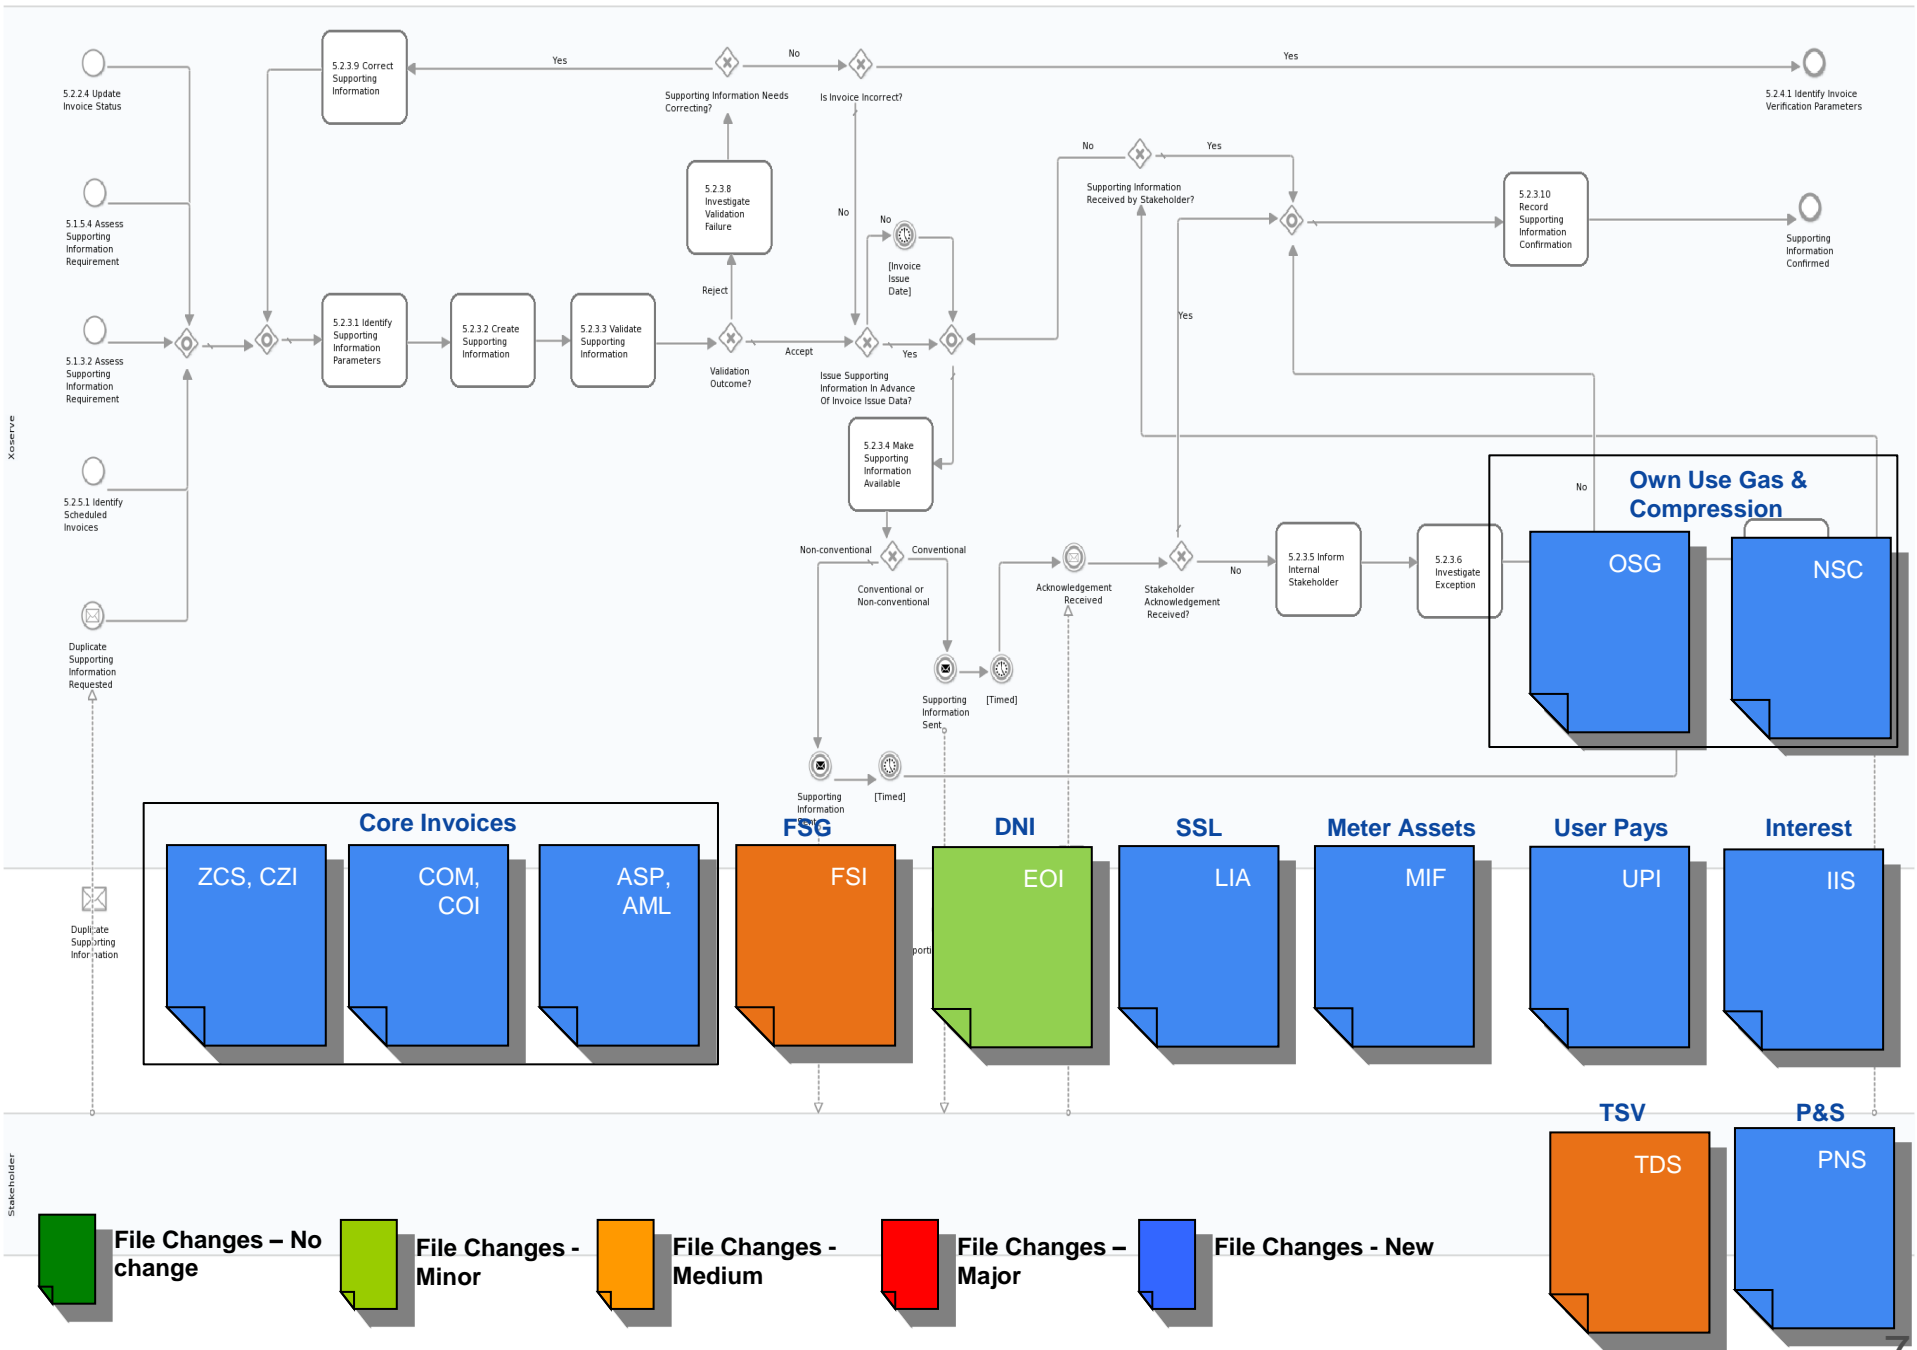 5.2.2.4 Update
Invoice Status
5.2.3.9 Correct
Supporting
Information
Yes
No
Supporting Information Needs
Correcting?
Is Invoice Incorrect?
Yes
5.2.4.1 Identify Invoice
Verification Parameters
5.1.5.4 Assess
Supporting
Information
Requirement
5.2.3.8
Investigate
Validation
Failure
No
No
[Invoice
Issue
Date]
No
Yes
Supporting Information
Received by Stakeholder?
5.2.3.10
Record
Supporting
Information
Confirmation
Supporting
Information
Confirmed
Reject
Yes
5.1.3.2 Assess
Supporting
Information
Requirement
5.2.3.1 Identify
Supporting
Information
Parameters
5.2.3.2 Create
Supporting
Information
5.2.3.3 Validate
Supporting
Information
Validation
Outcome?
Accept
Yes
Issue Supporting
Information In Advance
Of Invoice Issue Data?
Xoserve
5.2.3.4 Make
Supporting
Information
Available
5.2.5.1 Identify
Scheduled
Invoices
No
Own Use Gas &
Compression
OSG
NSC
Non-conventional
Conventional
Conventional or
Non-conventional
Acknowledgement
Received
Stakeholder
Acknowledgement
Received?
No
5.2.3.5 Inform
Internal
Stakeholder
5.2.3.6
Investigate
Exception
Duplicate
Supporting
Information
Requested
Supporting
Information
Sent
[Timed]
Supporting
Information
[Timed]
Core Invoices
FSG
DNI
SSL
Meter Assets
User Pays
Interest
ZCS, CZI
COM,
COI
ASP,
AML
FSI
EOI
LIA
MIF
UPI
IIS
Duplicate
Supporting
Information
TSV
P&S
TDS
PNS
Stakeholder
File Changes – No
change
File Changes -
Minor
File Changes -
Medium
File Changes –
Major
File Changes - New
7